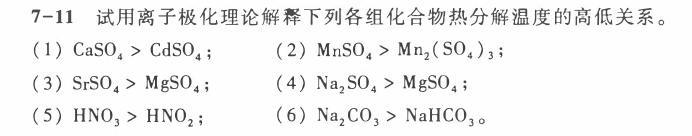 7-11 试用离子极化理论解释下列各组化合物热分解温度的高低关系。
(1) CaSO₄ > CdSO₄; (2) MnSO₄ > Mn₂(SO₄)₃;
(3) SrSO₄ > MgSO₄; (4) Na₂SO₄ > MgSO₄;
(5) HNO₃ > HNO₂; (6) Na₂CO₃ > NaHCO₃。